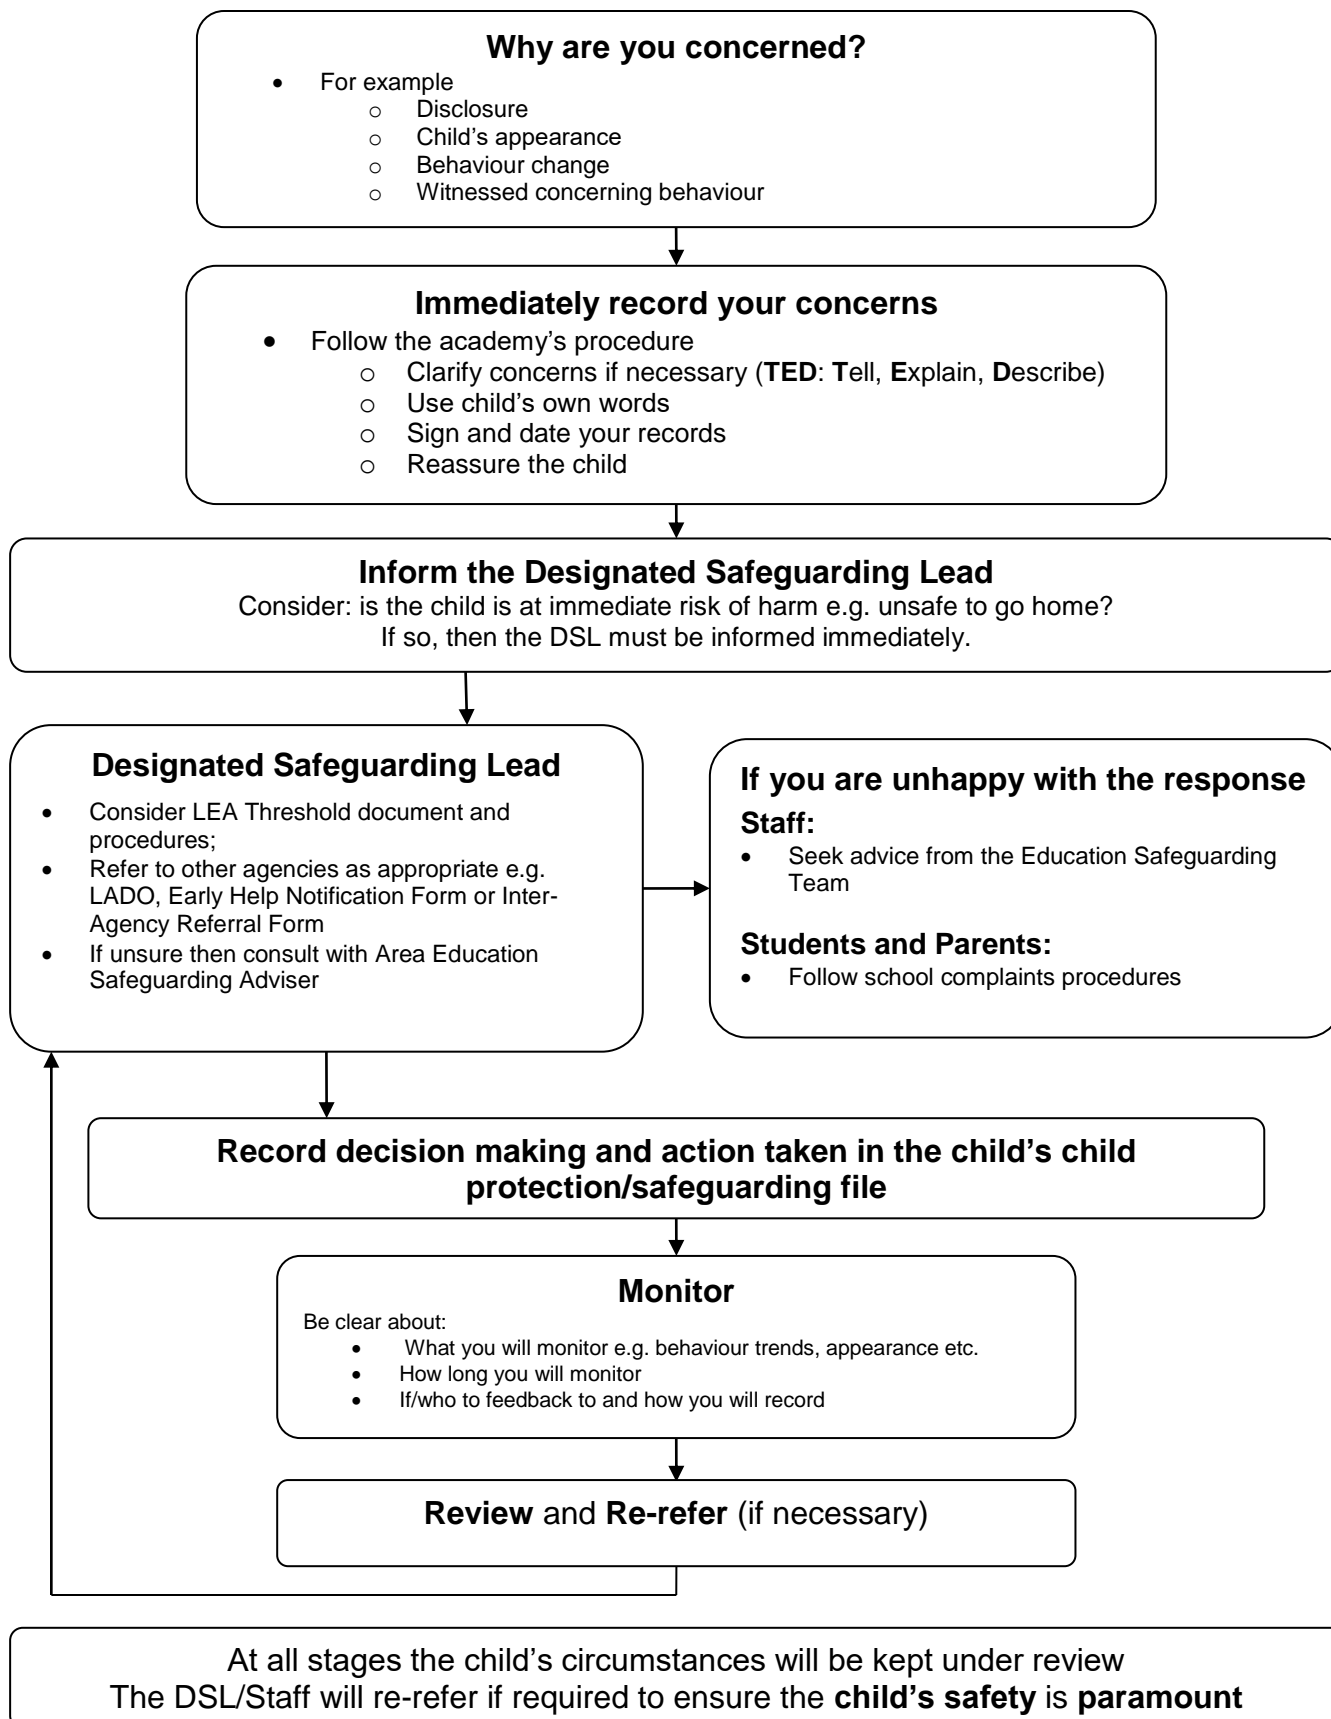 Why are you concerned?
• For example
o Disclosure
o Child’s appearance
o Behaviour change
o Witnessed concerning behaviour
Immediately record your concerns
• Follow the academy’s procedure
o Clarify concerns if necessary (TED: Tell, Explain, Describe)
o Use child’s own words
o Sign and date your records
o Reassure the child
Inform the Designated Safeguarding Lead
Consider: is the child is at immediate risk of harm e.g. unsafe to go home?
If so, then the DSL must be informed immediately.
Designated Safeguarding Lead
• Consider LEA Threshold document and
procedures;
• Refer to other agencies as appropriate e.g.
LADO, Early Help Notification Form or Inter-
Agency Referral Form
• If unsure then consult with Area Education
Safeguarding Adviser
If you are unhappy with the response
Staff:
• Seek advice from the Education Safeguarding
Team
Students and Parents:
• Follow school complaints procedures
Record decision making and action taken in the child’s child
protection/safeguarding file
Monitor
Be clear about:
• What you will monitor e.g. behaviour trends, appearance etc.
• How long you will monitor
• If/who to feedback to and how you will record
Review and Re-refer (if necessary)
At all stages the child’s circumstances will be kept under review
The DSL/Staff will re-refer if required to ensure the child’s safety is paramount